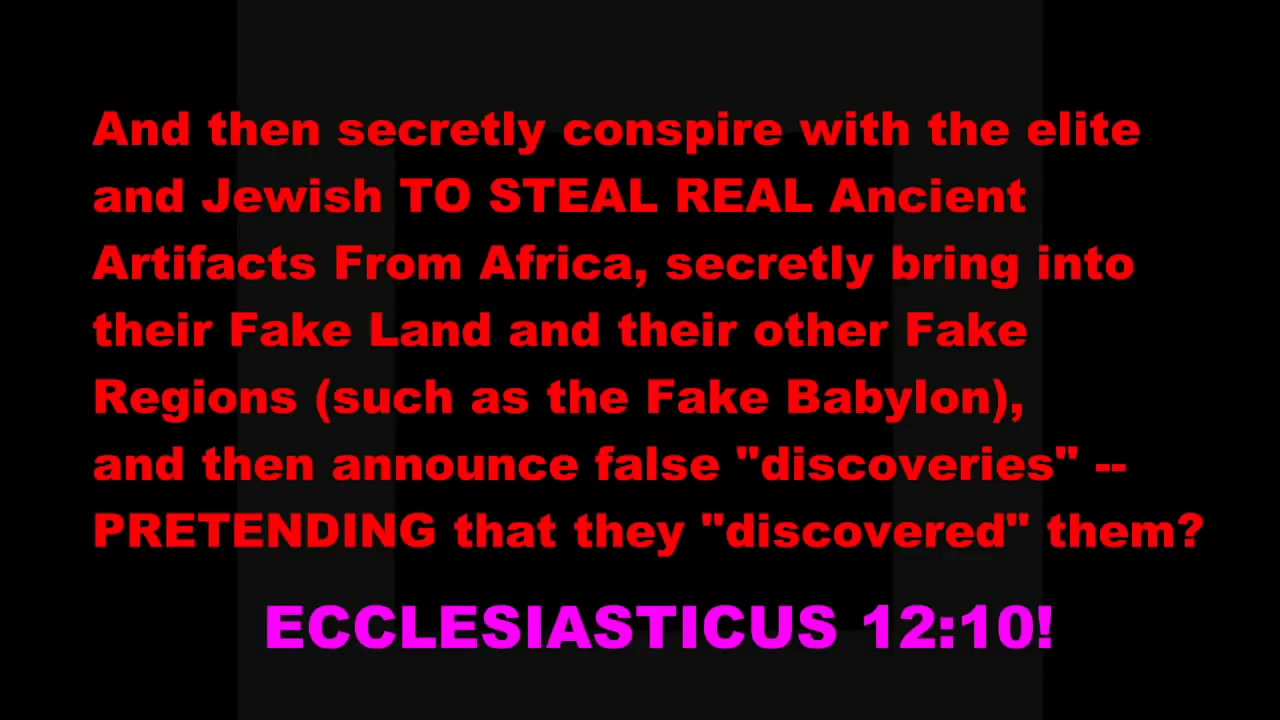 And then secretly conspire with the elite
and Jewish TO STEAL REAL Ancient
Artifacts From Africa, secretly bring into
their Fake Land and their other Fake
Regions (such as the Fake Babylon),
and then announce false "discoveries" --
PRETENDING that they "discovered" them?
ECCLESIASTICUS 12:10!